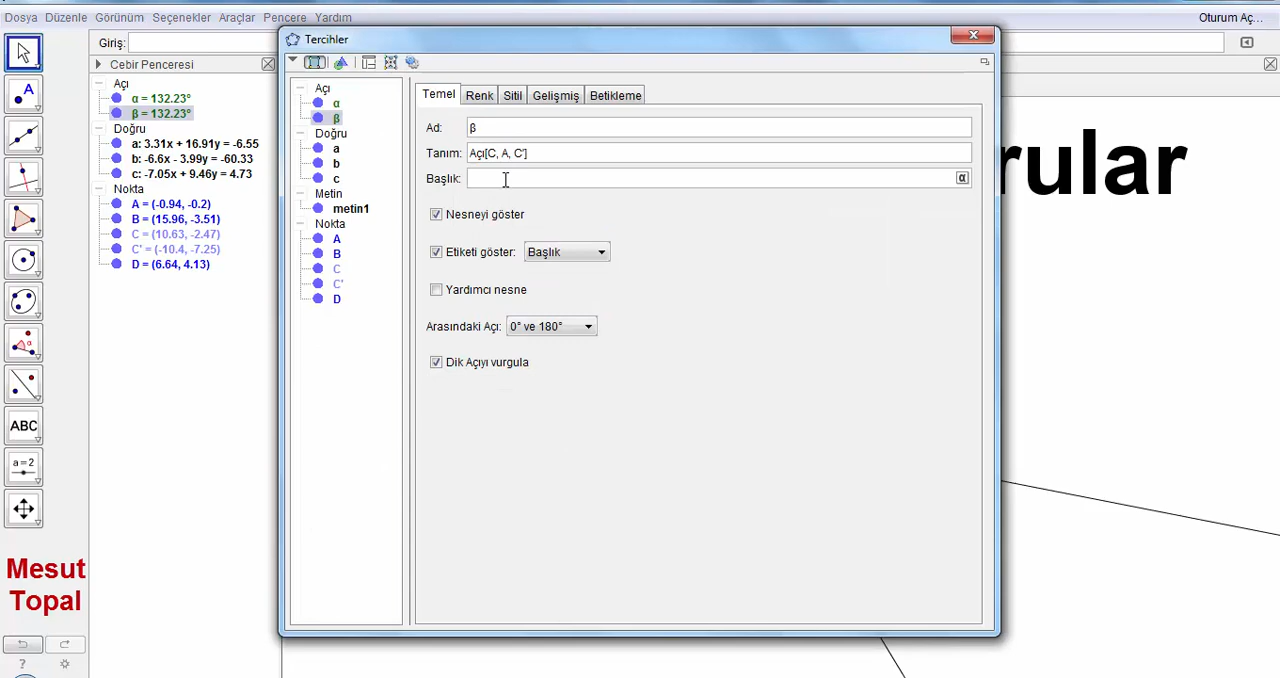 Dosya Düzenle Görünüm Seçenekler Araçlar Pencere Yardım
Oturum Aç...
Giriş:
Tercihler
Cebir Penceresi
Açı
α = 132.23°
β = 132.23°
Doğru
a: 3.31x + 16.91y = -6.55
b: -6.6x - 3.99y = -60.33
c: -7.05x + 9.46y = 4.73
Nokta
A = (-0.94, -0.2)
B = (15.96, -3.51)
C = (10.63, -2.47)
C' = (-10.4, -7.25)
D = (6.64, 4.13)
Açı
α
β
Doğru
a
b
c
Metin
metin1
Nokta
A
B
C
C'
D
Temel Renk Sitil Gelişmiş Betikleme
Ad: β
Tanım: Açı[C, A, C']
Başlık: α
Nesneyi göster
Etiketi göster: Başlık
Yardımcı nesne
Arasındaki Açı: 0° ve 180°
Dik Açıyı vurgula
rular
ABC
a=2
Mesut
Topal
?